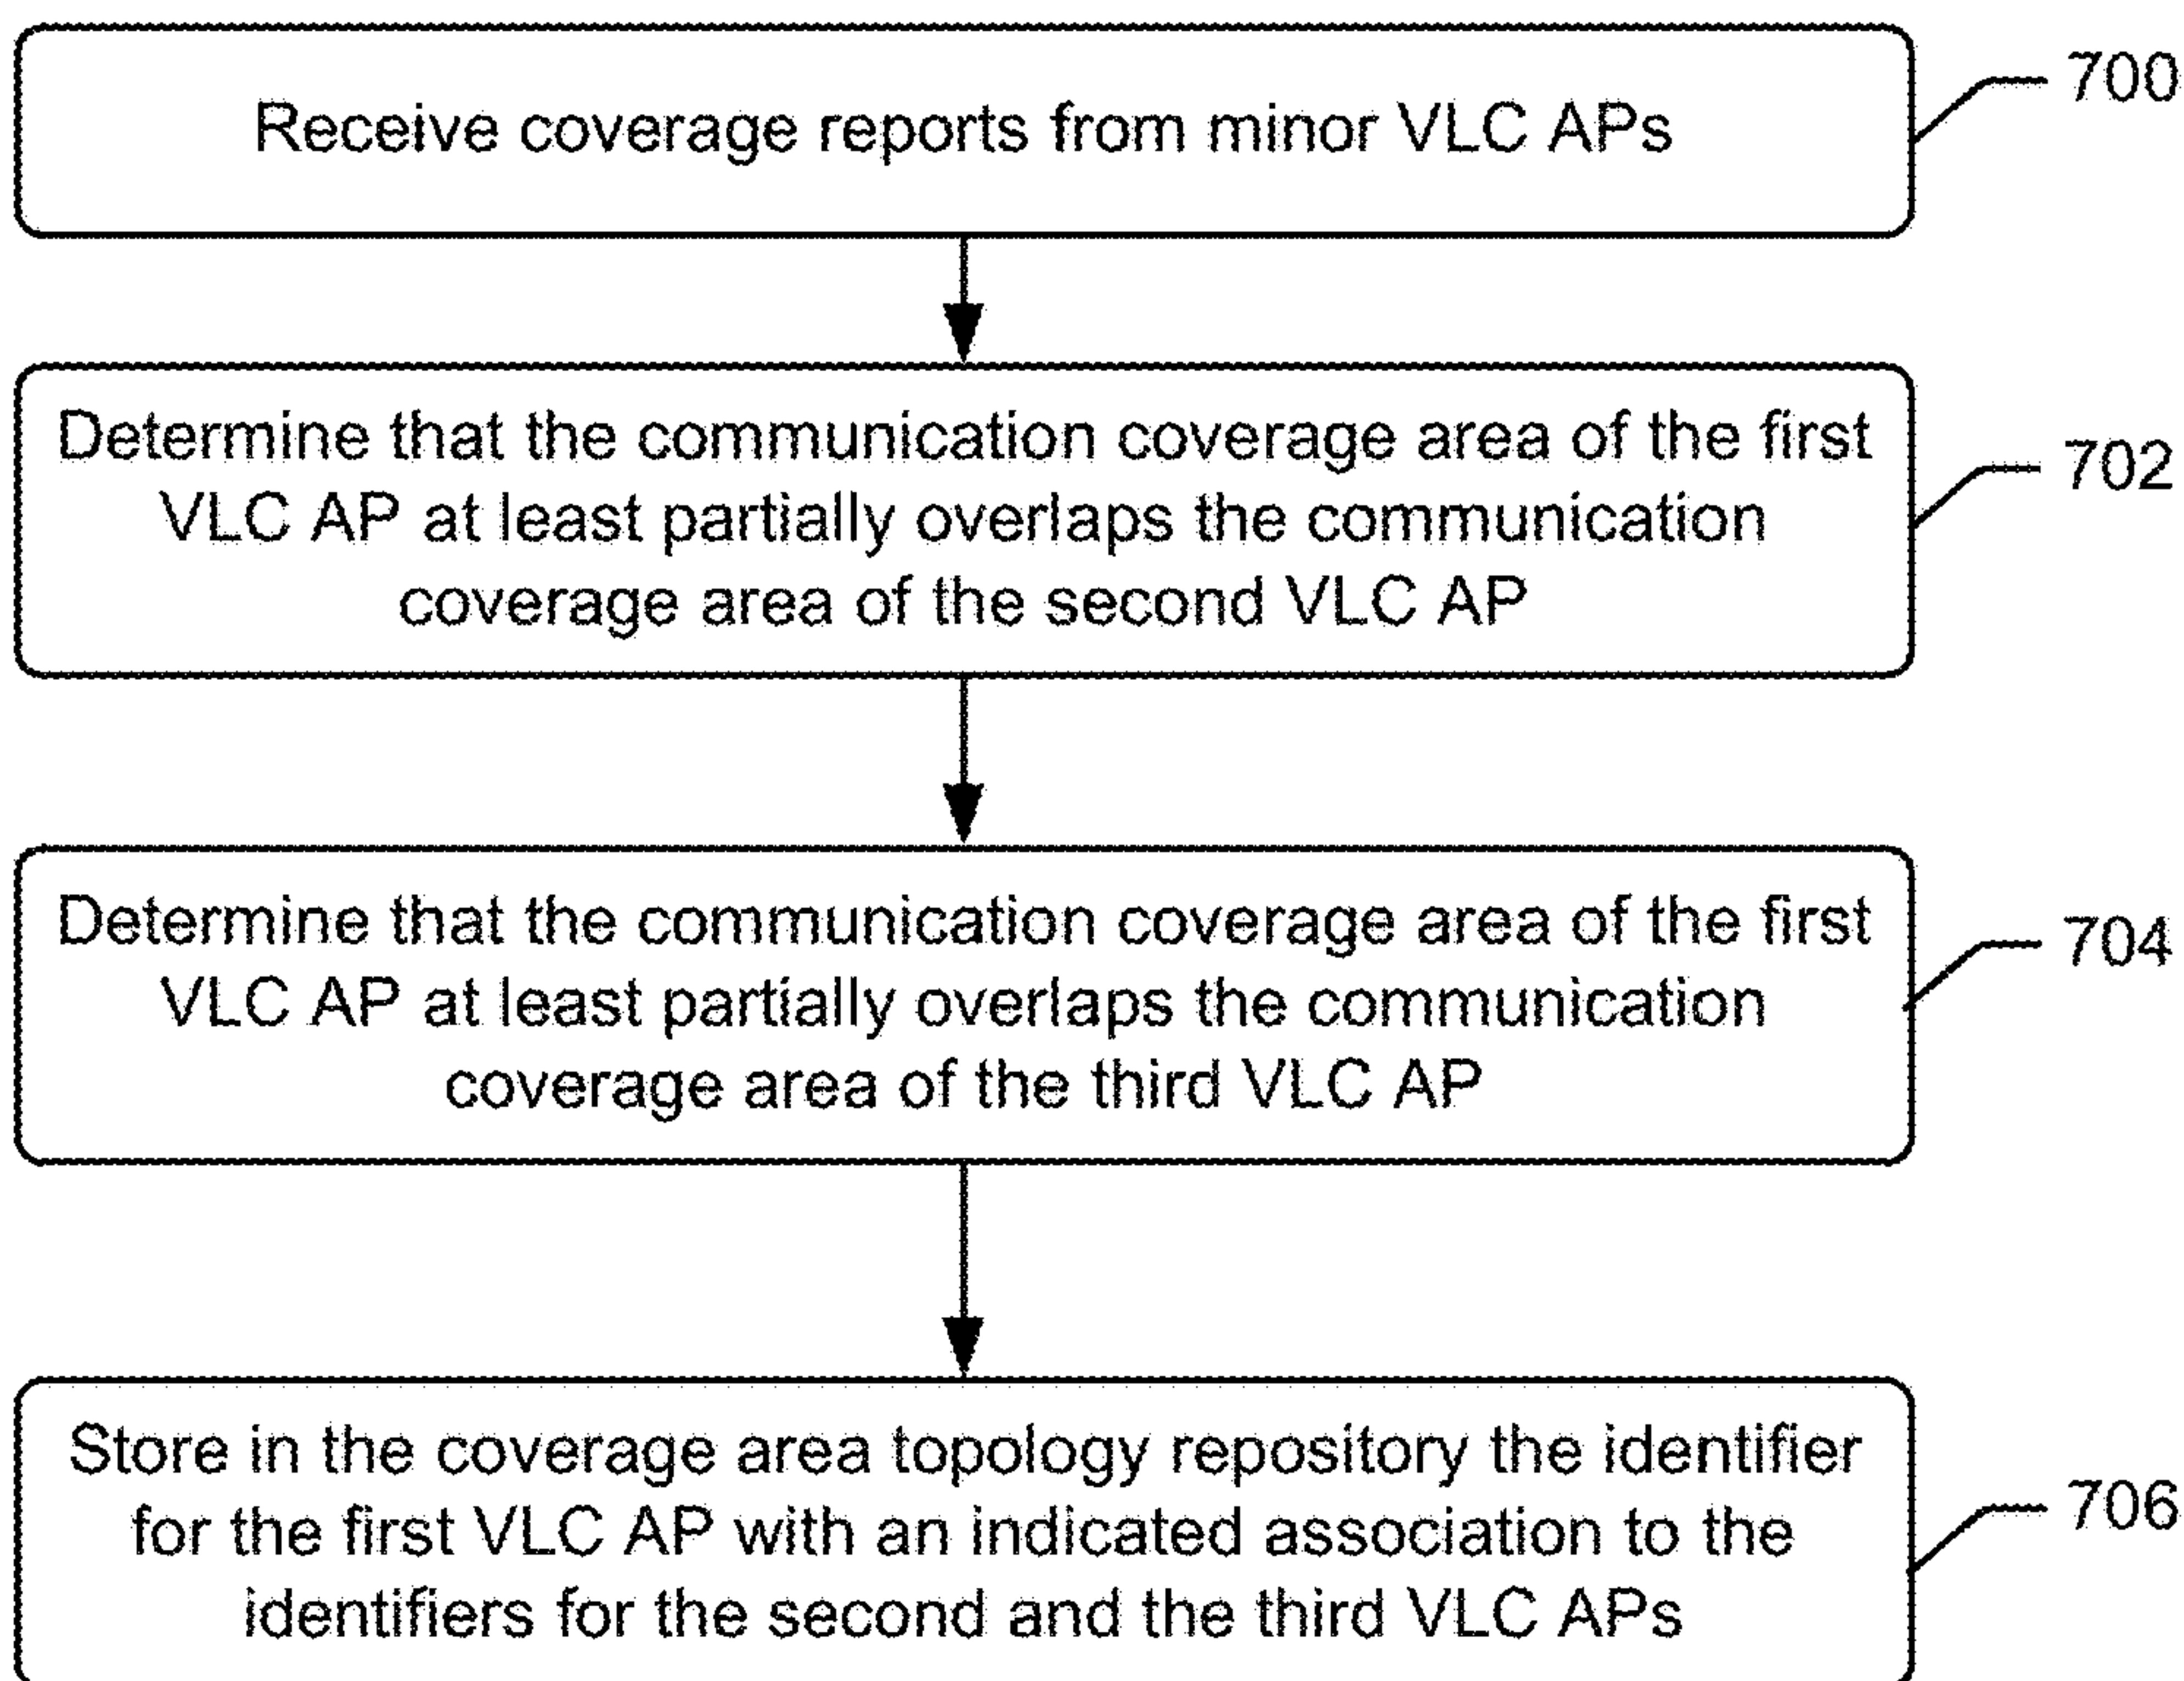 Receive coverage reports from minor VLC APs
700
Determine that the communication coverage area of the first
VLC AP at least partially overlaps the communication
coverage area of the second VLC AP
702
Determine that the communication coverage area of the first
VLC AP at least partially overlaps the communication
coverage area of the third VLC AP
704
Store in the coverage area topology repository the identifier
for the first VLC AP with an indicated association to the
identifiers for the second and the third VLC APs
706